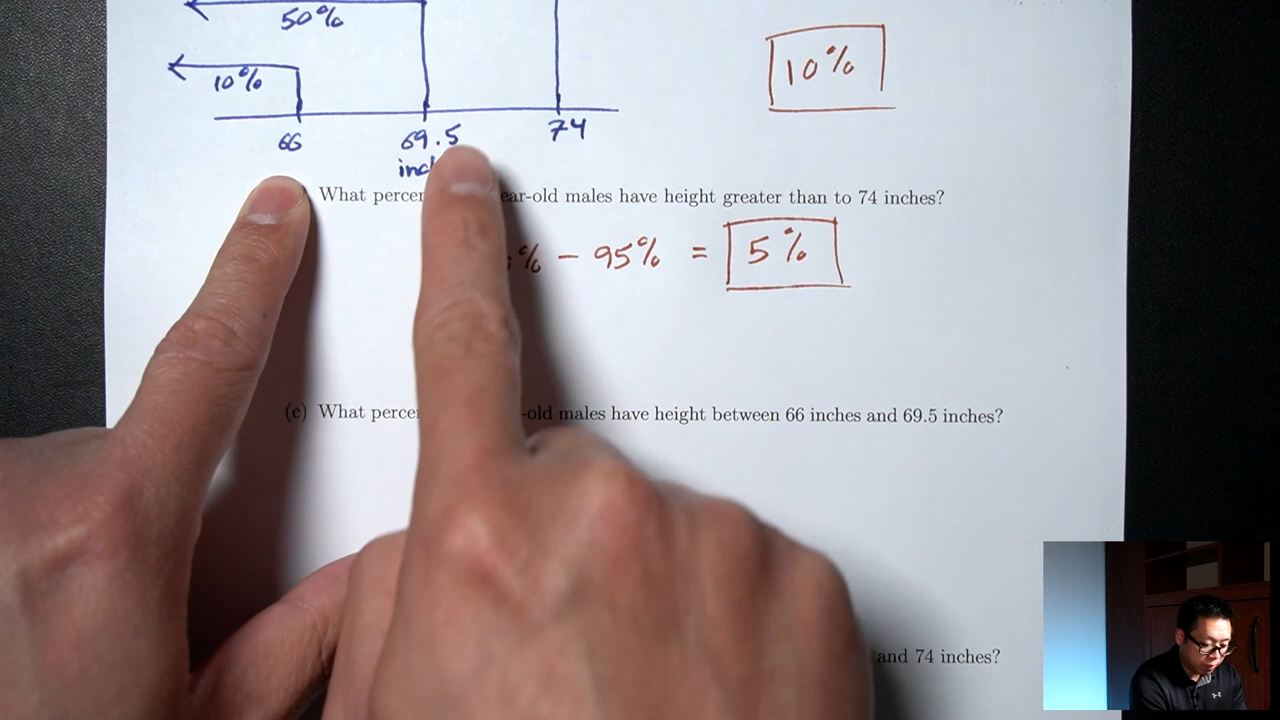 50%
10%
10%
66
69.5
74
inc
What percen ear-old males have height greater than to 74 inches?
% - 95% = 5%
(c) What percen -old males have height between 66 inches and 69.5 inches?
and 74 inches?